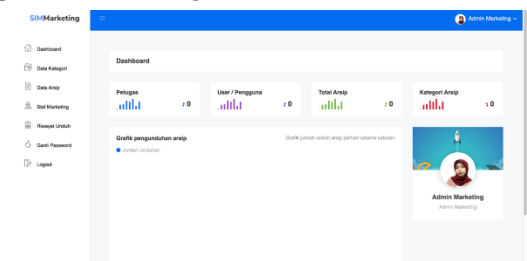 SIMMarketing
Admin Marketing
Dashboard
Data Kategori
Data Arsip
Staf Marketing
Riwayat Unduh
Ganti Password
Logout
Dashboard
Petugas
0
User / Pengguna
0
Total Arsip
0
Kategori Arsip
0
Grafik pengunduhan arsip
Grafik jumlah unduh arsip perhari selama sebulan
Jumlah Unduhan
Admin Marketing
Admin Marketing